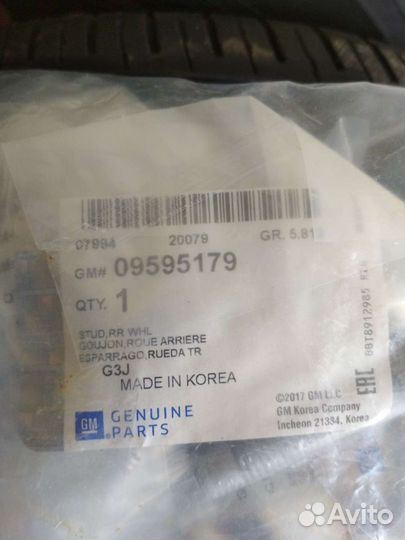 07994 20079 GR. 5.81
GM# 09595179
QTY. 1
STUD,RR WHL
GOUJON,ROUE ARRIERE
ESPARRAGO,RUEDA TR
G3J
MADE IN KOREA
GM GENUINE
PARTS
©2017 GM LLC
GM Korea Company
Incheon 21334, Korea
EAC
Avito